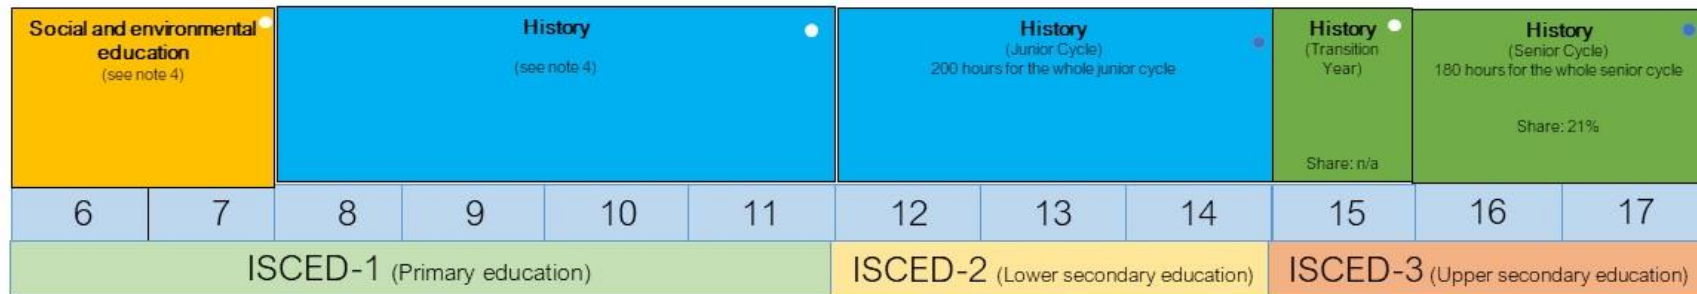 Social and environmental
education
(see note 4)
History
(see note 4)
History
(Junior Cycle)
200 hours for the whole junior cycle
History
(Transition
Year)
Share: n/a
History
(Senior Cycle)
180 hours for the whole senior cycle
Share: 21%
6 7 8 9 10 11 12 13 14 15 16 17
ISCED-1 (Primary education) ISCED-2 (Lower secondary education) ISCED-3 (Upper secondary education)